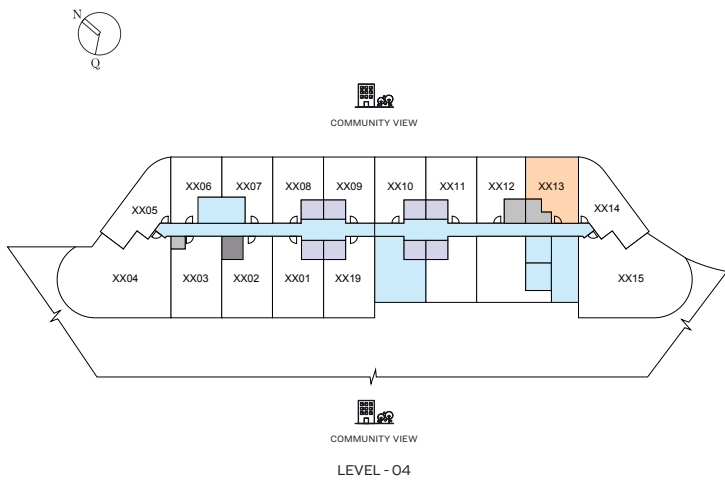 N
Q
COMMUNITY VIEW
XX06 XX07 XX08 XX09 XX10 XX11 XX12 XX13
XX05 XX14
XX04 XX03 XX02 XX01 XX19 XX15
COMMUNITY VIEW
LEVEL - 04